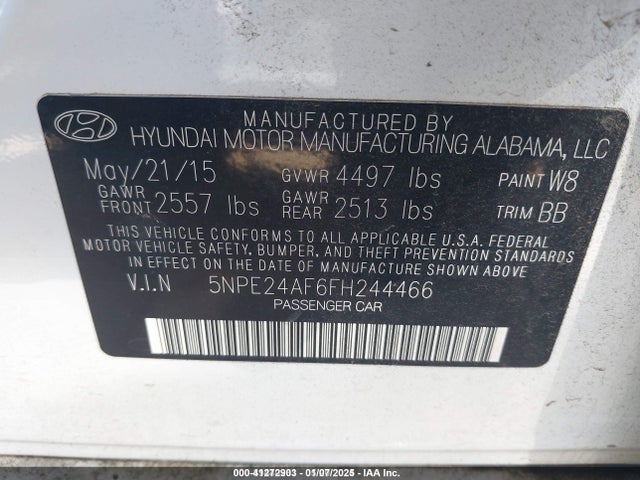 MANUFACTURED BY
HYUNDAI MOTOR MANUFACTURING ALABAMA, LLC
May/21/15 GVWR 4497 lbs PAINT W8
GAWR FRONT 2557 lbs GAWR REAR 2513 lbs TRIM BB
THIS VEHICLE CONFORMS TO ALL APPLICABLE U.S.A. FEDERAL
MOTOR VEHICLE SAFETY, BUMPER, AND THEFT PREVENTION STANDARDS
IN EFFECT ON THE DATE OF MANUFACTURE SHOWN ABOVE.
V.I.N 5NPE24AF6FH244466
PASSENGER CAR
000-41272903 - 01/07/2025 - IAA Inc.